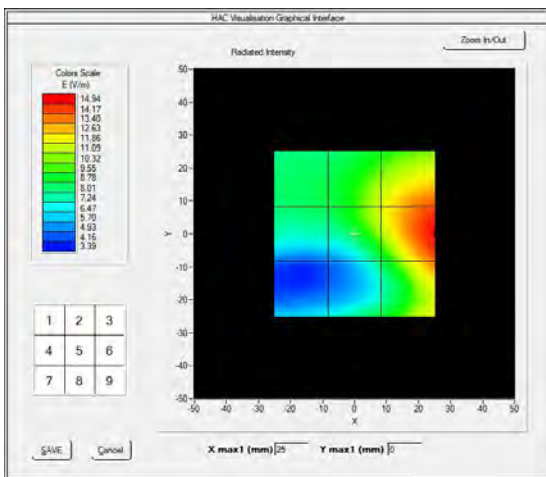 HAC Visualisation Graphical Interface
Zoom In/Out
Radiated Intensity
Colors Scale
E (V/m)
14.94
14.17
13.40
12.63
11.86
11.09
10.32
9.55
8.78
8.01
7.24
6.47
5.70
4.93
4.16
3.39
50
40
30
20
10
0
-10
-20
-30
-40
-50
Y
-50 -40 -30 -20 -10 0 10 20 30 40 50
X
1 2 3
4 5 6
7 8 9
SAVE
Cancel
X max1 (mm) 25 Y max1 (mm) 0